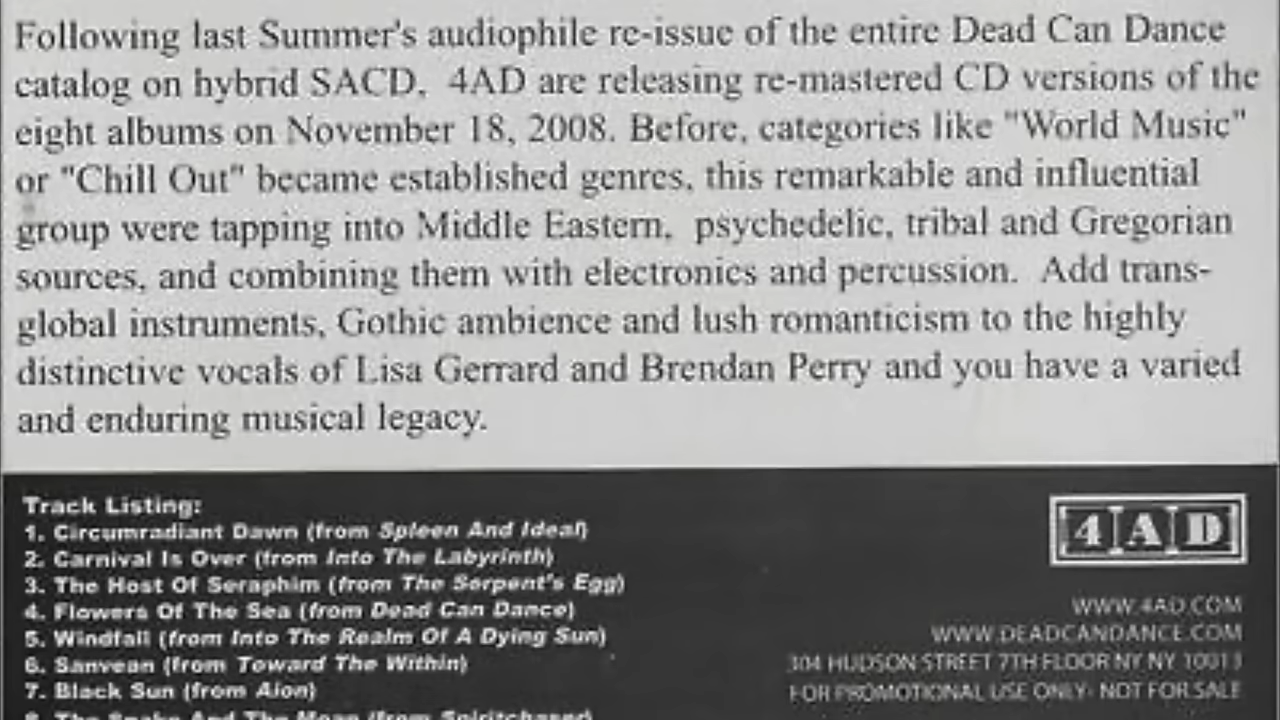 Following last Summer's audiophile re-issue of the entire Dead Can Dance
catalog on hybrid SACD, 4AD are releasing re-mastered CD versions of the
eight albums on November 18, 2008. Before, categories like "World Music"
or "Chill Out" became established genres, this remarkable and influential
group were tapping into Middle Eastern, psychedelic, tribal and Gregorian
sources, and combining them with electronics and percussion. Add trans-
global instruments, Gothic ambience and lush romanticism to the highly
distinctive vocals of Lisa Gerrard and Brendan Perry and you have a varied
and enduring musical legacy.
Track Listing:
1. Circumradiant Dawn (from Spleen And Ideal)
2. Carnival Is Over (from Into The Labyrinth)
3. The Host Of Seraphim (from The Serpent's Egg)
4. Flowers Of The Sea (from Dead Can Dance)
5. Windfall (from Into The Realm Of A Dying Sun)
6. Sanvean (from Toward The Within)
7. Black Sun (from Aion)
8. The Snake And The Moon (from Spiritchaser)
4AD
WWW.4AD.COM
WWW.DEADCANDANCE.COM
304 HUDSON STREET 7TH FLOOR NY NY 10013
FOR PROMOTIONAL USE ONLY- NOT FOR SALE